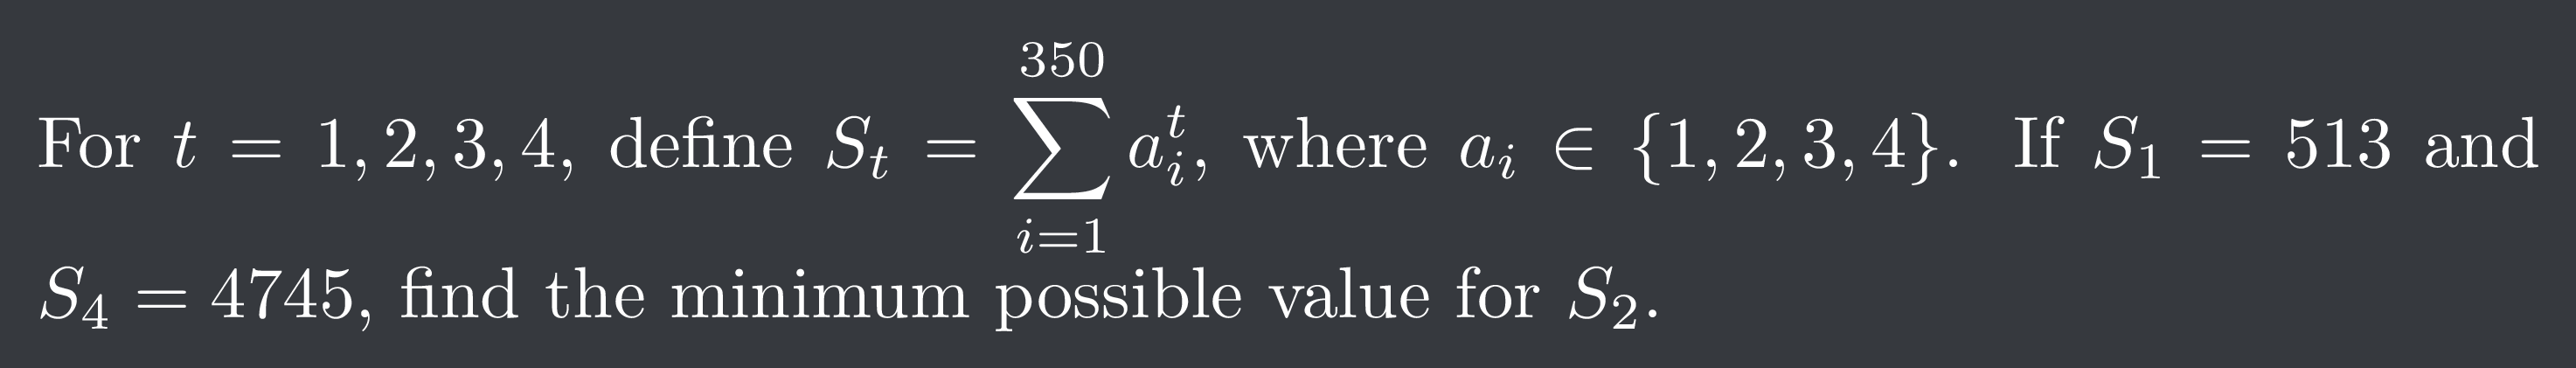 For $t = 1, 2, 3, 4$, define $S_t = \sum_{i=1}^{350} a_i^t$, where $a_i \in \{1, 2, 3, 4\}$. If $S_1 = 513$ and
$S_4 = 4745$, find the minimum possible value for $S_2$.